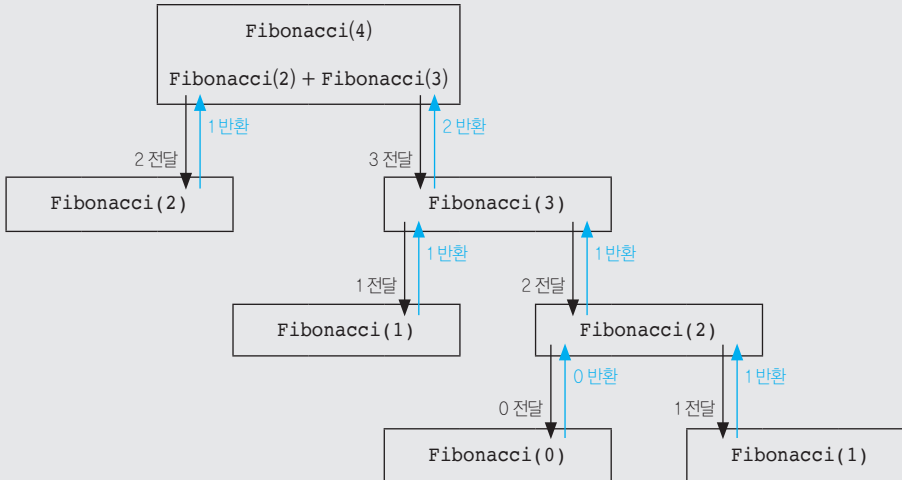 Fibonacci(4)
Fibonacci(2) + Fibonacci(3)
1 반환
2 반환
2 전달
3 전달
Fibonacci(2)
Fibonacci(3)
1 반환
1 반환
1 전달
2 전달
Fibonacci(1)
Fibonacci(2)
0 반환
1 반환
0 전달
1 전달
Fibonacci(0)
Fibonacci(1)